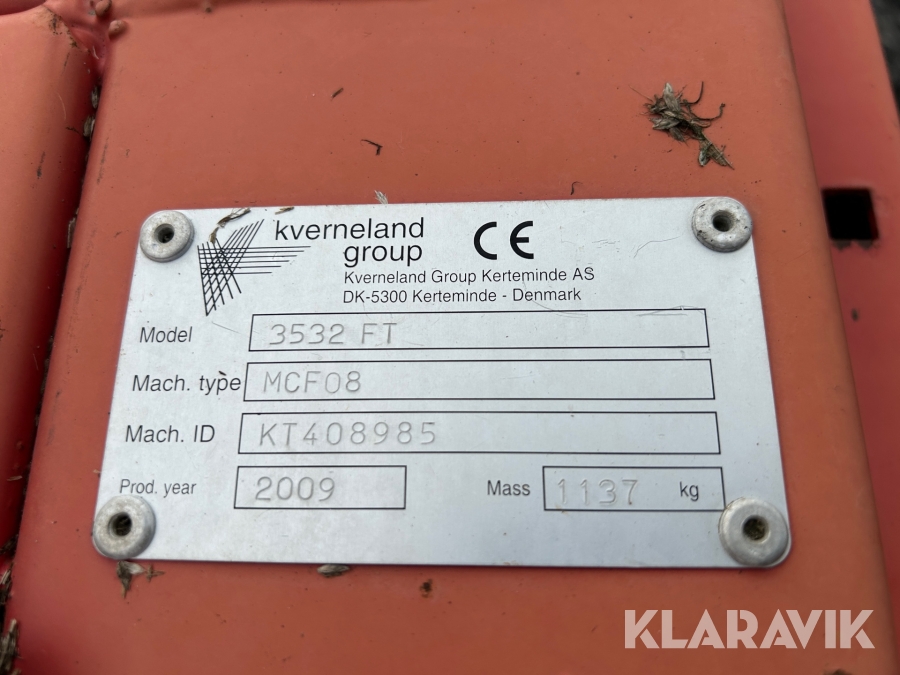 kverneland
group
CE
Kverneland Group Kerteminde AS
DK-5300 Kerteminde - Denmark
Model 3532 FT
Mach. type MCF08
Mach. ID KT408985
Prod. year 2009 Mass 1137 kg
KLARAVIK